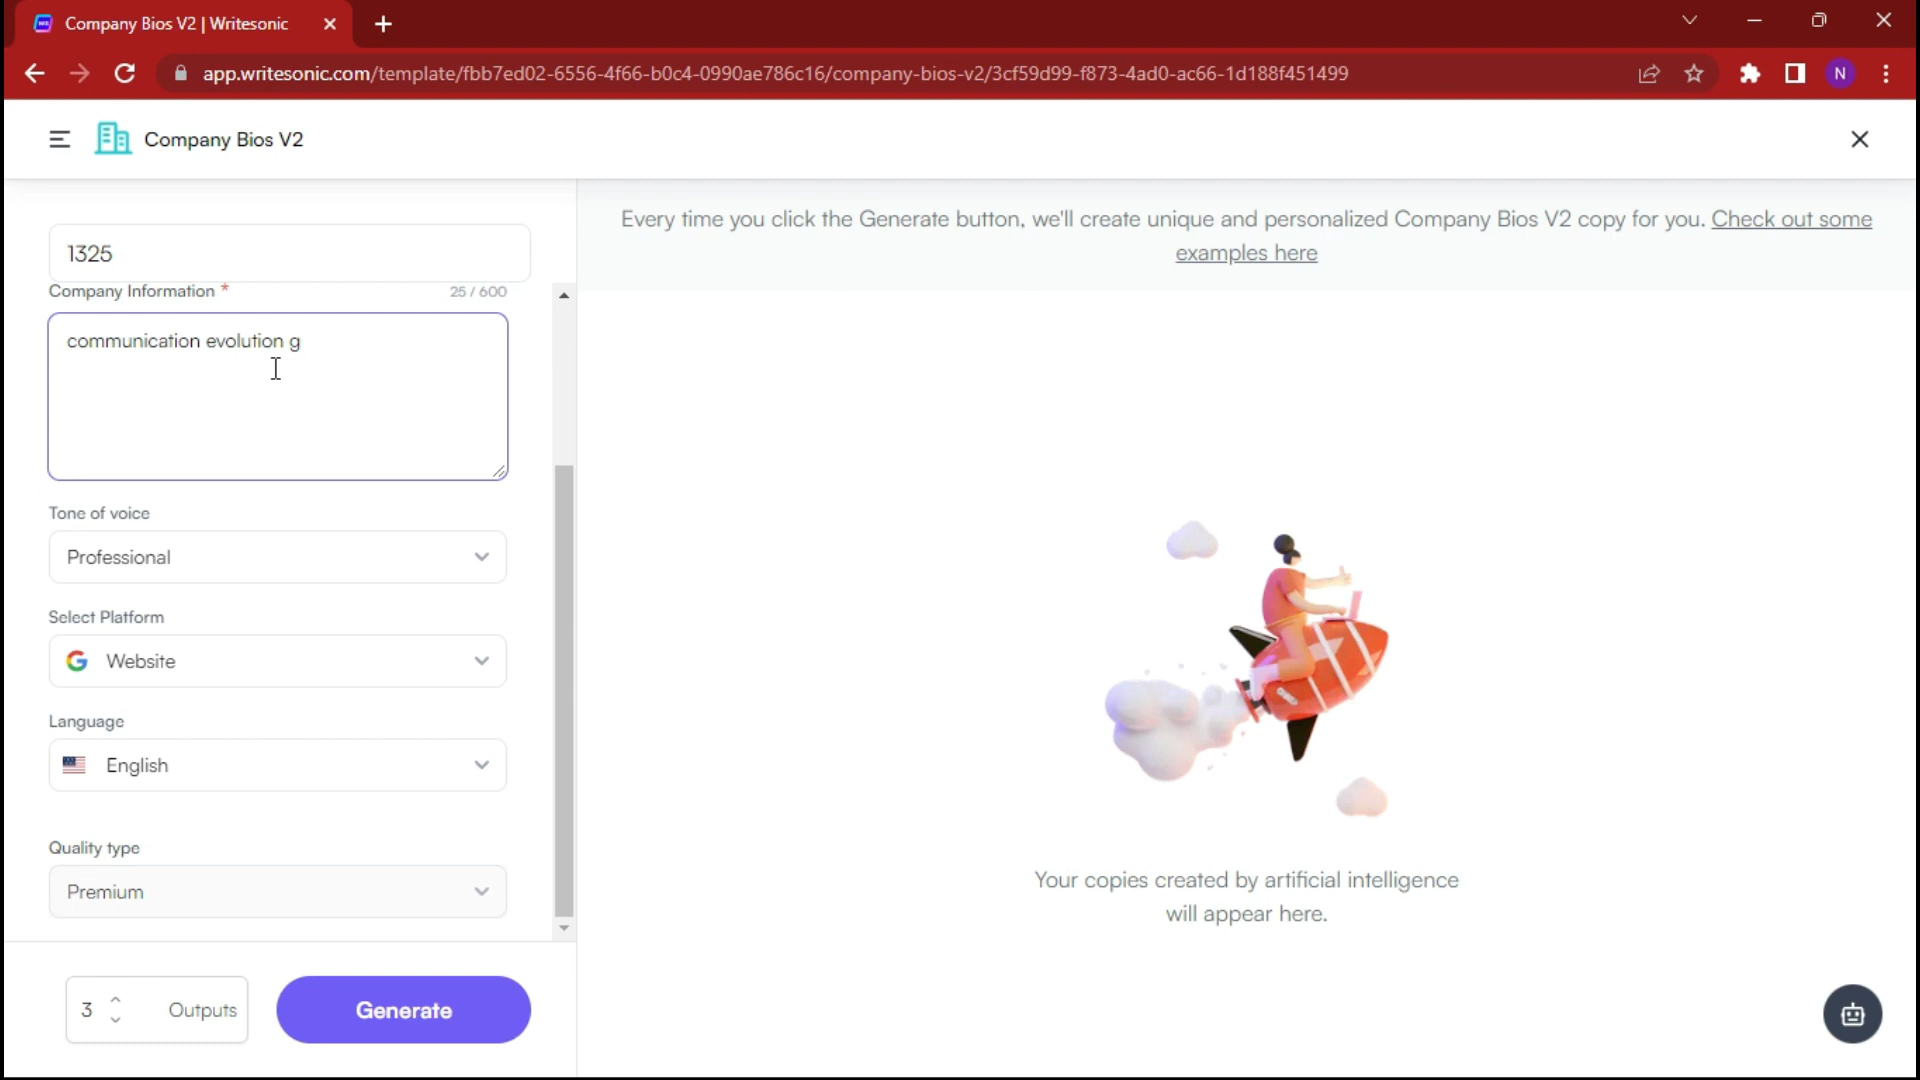 Company Bios V2 | Writesonic
app.writesonic.com/template/fbb7ed02-6556-4f66-b0c4-0990ae786c16/company-bios-v2/3cf59d99-f873-4ad0-ac66-1d188f451499
N
Company Bios V2
1325
Company Information * 25 / 600
communication evolution g
Tone of voice
Professional
Select Platform
Website
Language
English
Quality type
Premium
3 Outputs
Generate
Every time you click the Generate button, we'll create unique and personalized Company Bios V2 copy for you. Check out some
examples here
Your copies created by artificial intelligence
will appear here.